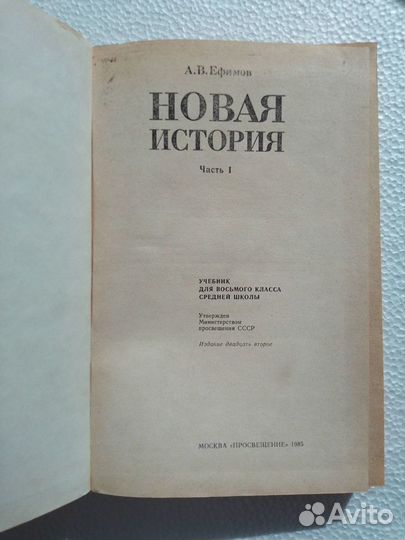 А.В.Ефимов
НОВАЯ
ИСТОРИЯ
Часть I
УЧЕБНИК
ДЛЯ ВОСЬМОГО КЛАССА
СРЕДНЕЙ ШКОЛЫ
Утвержден
Министерством
просвещения СССР
Издание двадцать второе
МОСКВА «ПРОСВЕЩЕНИЕ» 1985
Avito